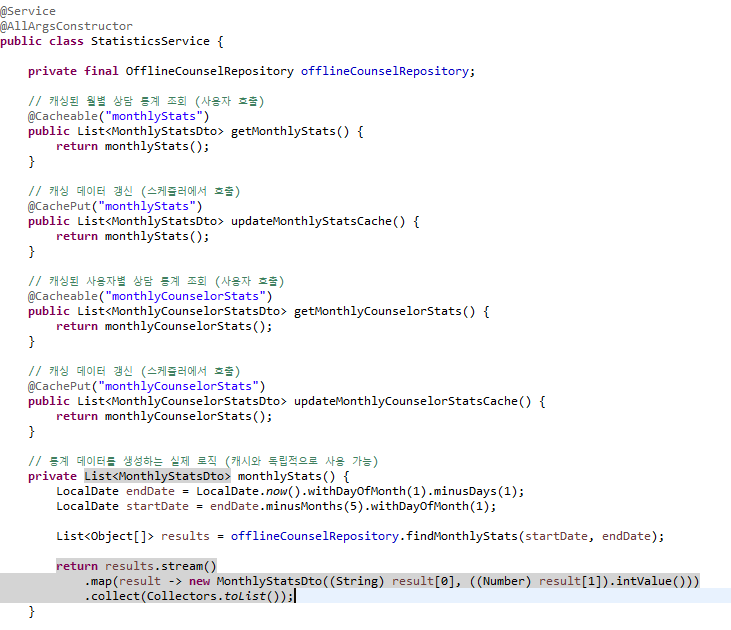 @Service
@AllArgsConstructor
public class StatisticsService {
private final OfflineCounselRepository offlineCounselRepository;
// 캐싱된 월별 상담 통계 조회 (사용자 호출)
@Cacheable("monthlyStats")
public List<MonthlyStatsDto> getMonthlyStats() {
return monthlyStats();
}
// 캐싱 데이터 갱신 (스케줄러에서 호출)
@CachePut("monthlyStats")
public List<MonthlyStatsDto> updateMonthlyStatsCache() {
return monthlyStats();
}
// 캐싱된 사용자별 상담 통계 조회 (사용자 호출)
@Cacheable("monthlyCounselorStats")
public List<MonthlyCounselorStatsDto> getMonthlyCounselorStats() {
return monthlyCounselorStats();
}
// 캐싱 데이터 갱신 (스케줄러에서 호출)
@CachePut("monthlyCounselorStats")
public List<MonthlyCounselorStatsDto> updateMonthlyCounselorStatsCache() {
return monthlyCounselorStats();
}
// 통계 데이터를 생성하는 실제 로직 (캐시와 독립적으로 사용 가능)
private List<MonthlyStatsDto> monthlyStats() {
LocalDate endDate = LocalDate.now().withDayOfMonth(1).minusDays(1);
LocalDate startDate = endDate.minusMonths(5).withDayOfMonth(1);
List<Object[]> results = offlineCounselRepository.findMonthlyStats(startDate, endDate);
return results.stream()
.map(result -> new MonthlyStatsDto((String) result[0], ((Number) result[1]).intValue()))
.collect(Collectors.toList());
}